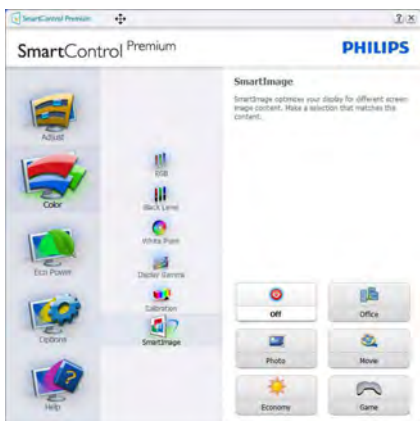 SmartControl Premium
SmartControl Premium
PHILIPS
SmartImage
SmartImage optimizes your display for different screen
image content. Make a selection that matches the
content.
Adjust
Color
Eco Power
Options
Help
RGB
Black Level
White Point
Display Gamma
Calibration
SmartImage
Off
Office
Photo
Movie
Economy
Game